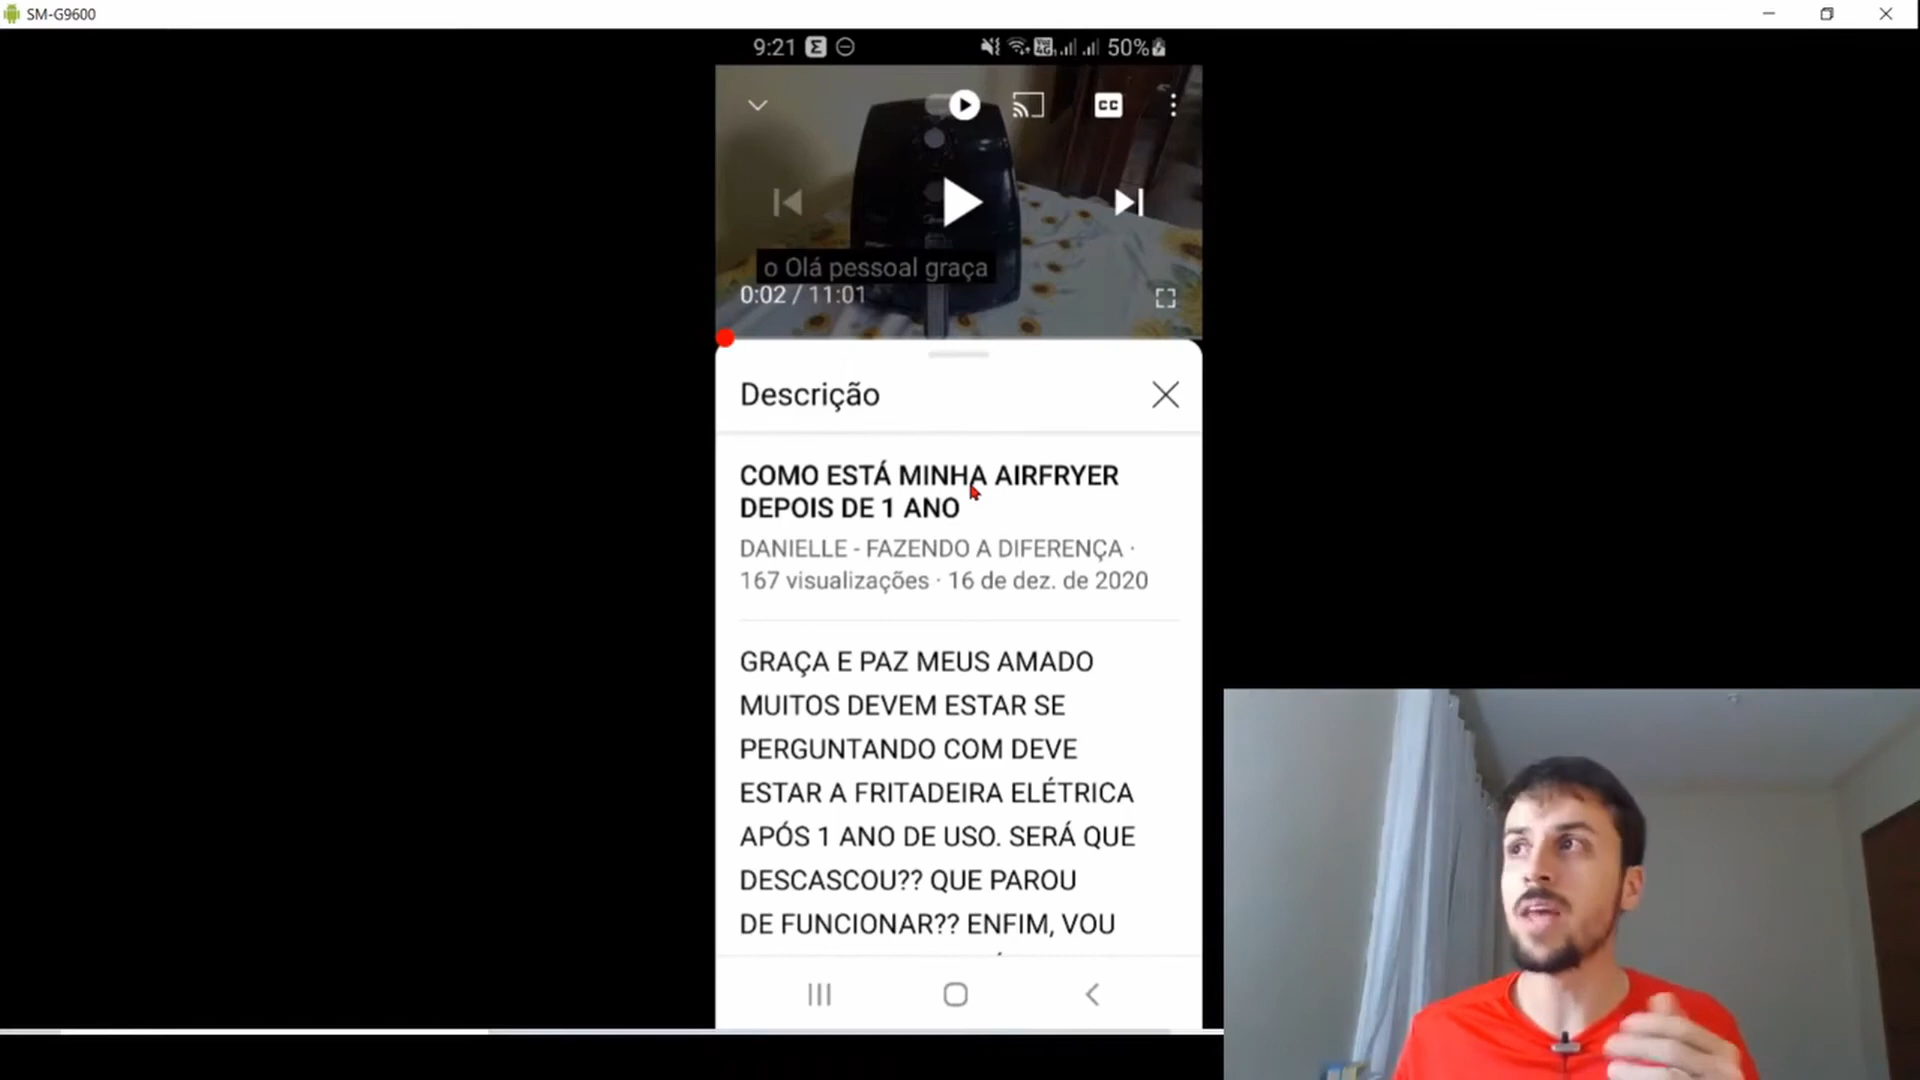 SM-G9600
9:21
50%
CC
o Olá pessoal graça
0:02 / 11:01
Descrição
COMO ESTÁ MINHA AIRFRYER
DEPOIS DE 1 ANO
DANIELLE - FAZENDO A DIFERENÇA ·
167 visualizações · 16 de dez. de 2020
GRAÇA E PAZ MEUS AMADO
MUITOS DEVEM ESTAR SE
PERGUNTANDO COM DEVE
ESTAR A FRITADEIRA ELÉTRICA
APÓS 1 ANO DE USO. SERÁ QUE
DESCASCOU?? QUE PAROU
DE FUNCIONAR?? ENFIM, VOU